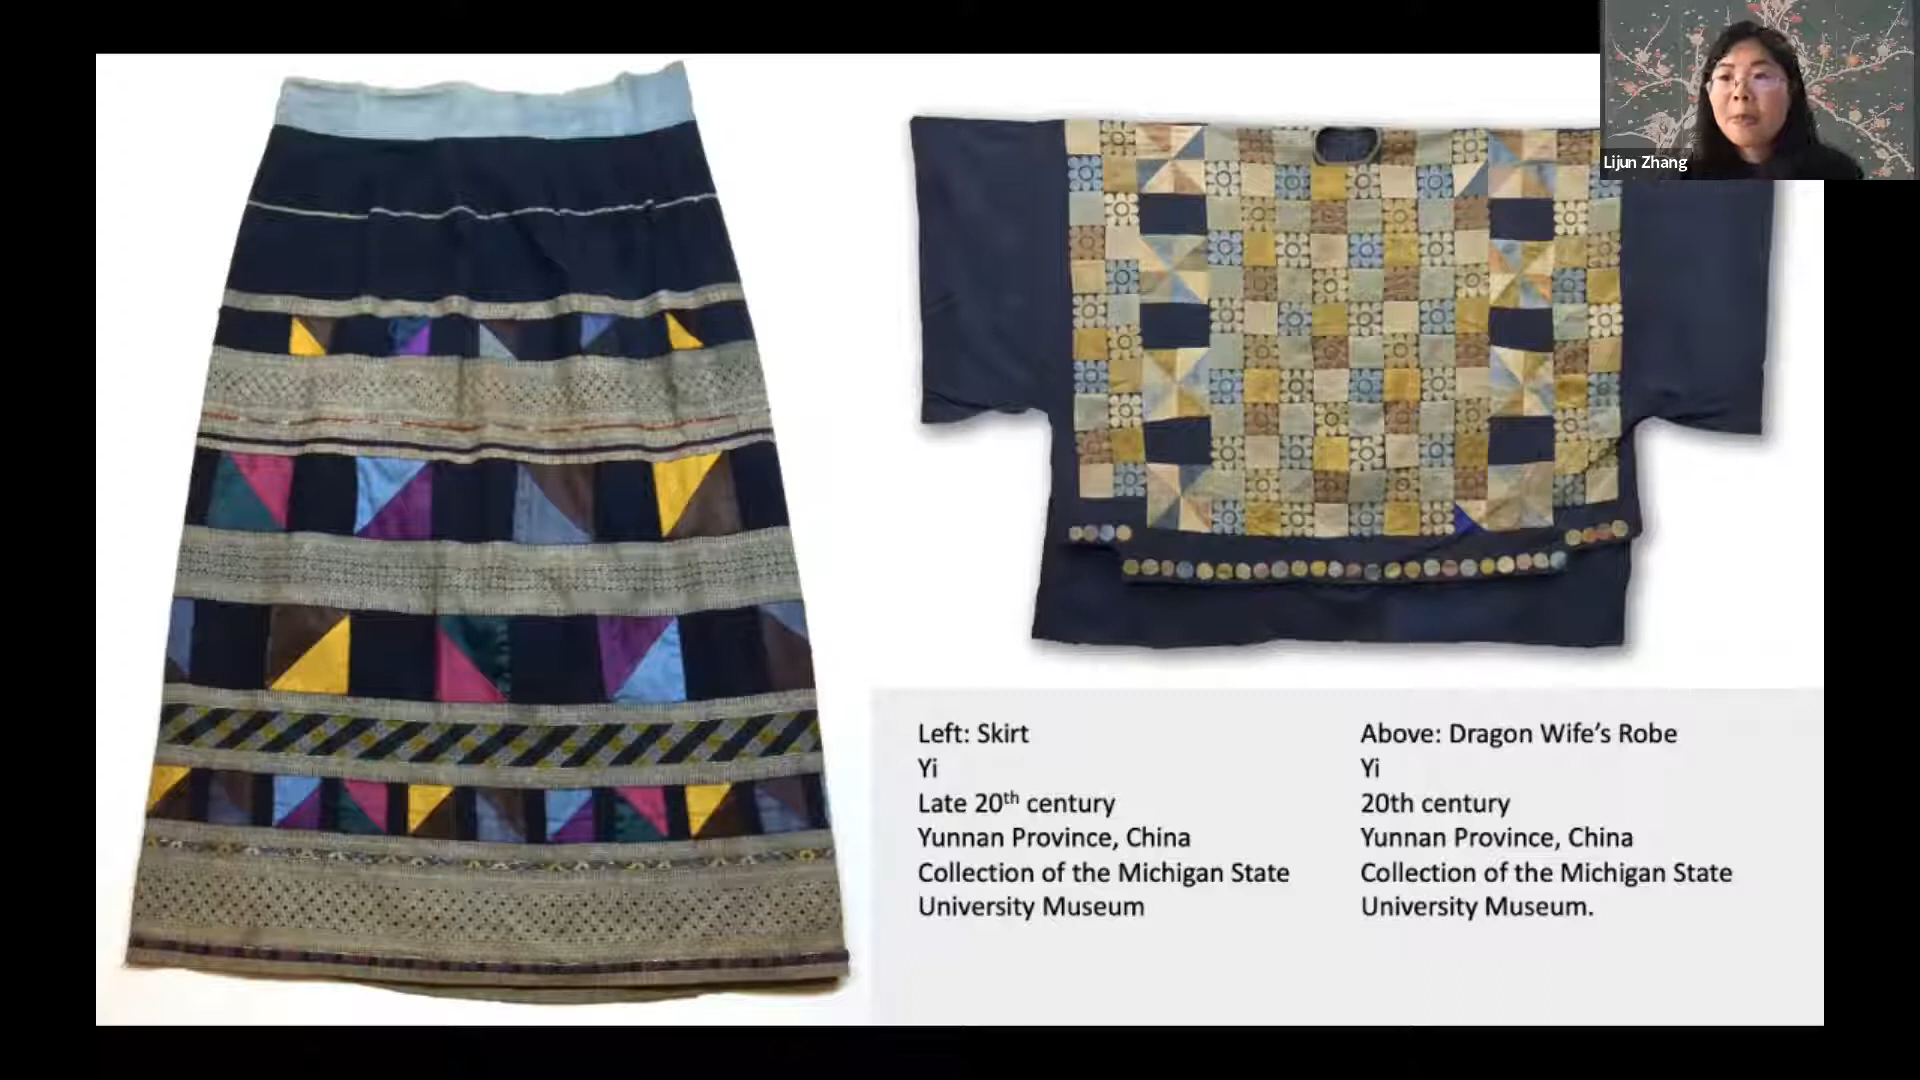 Lijun Zhang
Left: Skirt
Yi
Late 20th century
Yunnan Province, China
Collection of the Michigan State
University Museum
Above: Dragon Wife’s Robe
Yi
20th century
Yunnan Province, China
Collection of the Michigan State
University Museum.